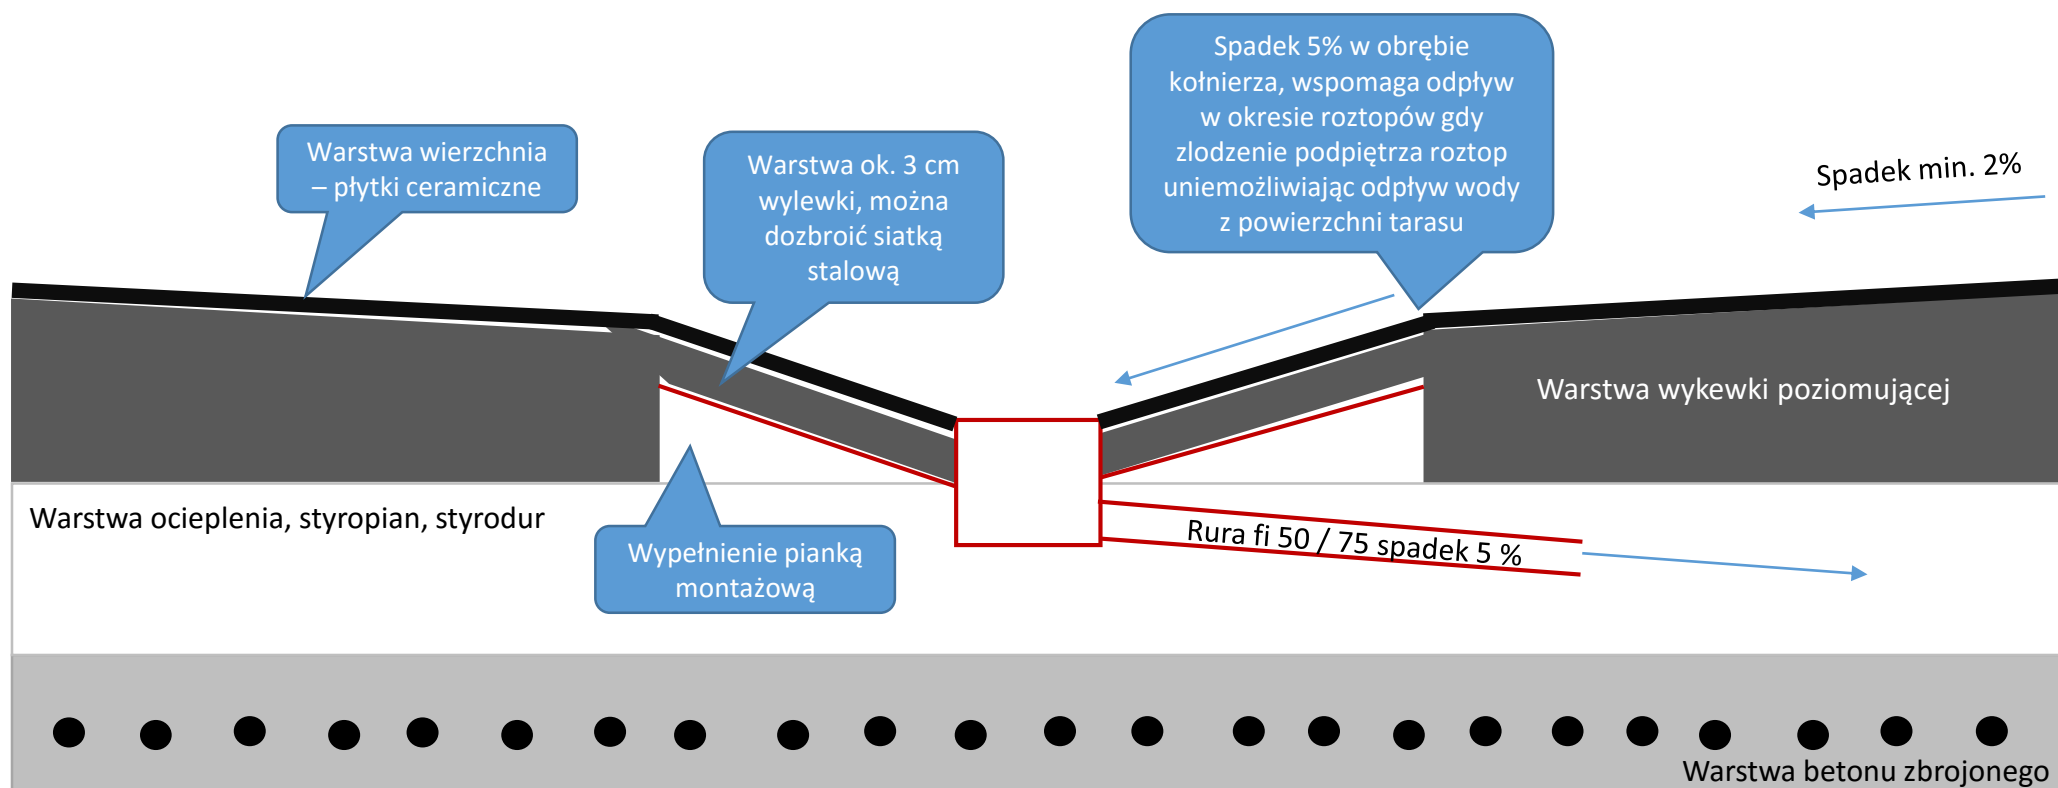 Spadek 5% w obrębie
kołnierza, wspomaga odpływ
w okresie roztopów gdy
zlodzenie podpiętrza roztop
uniemożliwiając odpływ wody
z powierzchni tarasu
Warstwa wierzchnia
– płytki ceramiczne
Warstwa ok. 3 cm
wylewki, można
dozbroić siatką
stalową
Spadek min. 2%
Warstwa wykewki poziomującej
Warstwa ocieplenia, styropian, styrodur
Wypełnienie pianką
montażową
Rura fi 50 / 75 spadek 5 %
Warstwa betonu zbrojonego